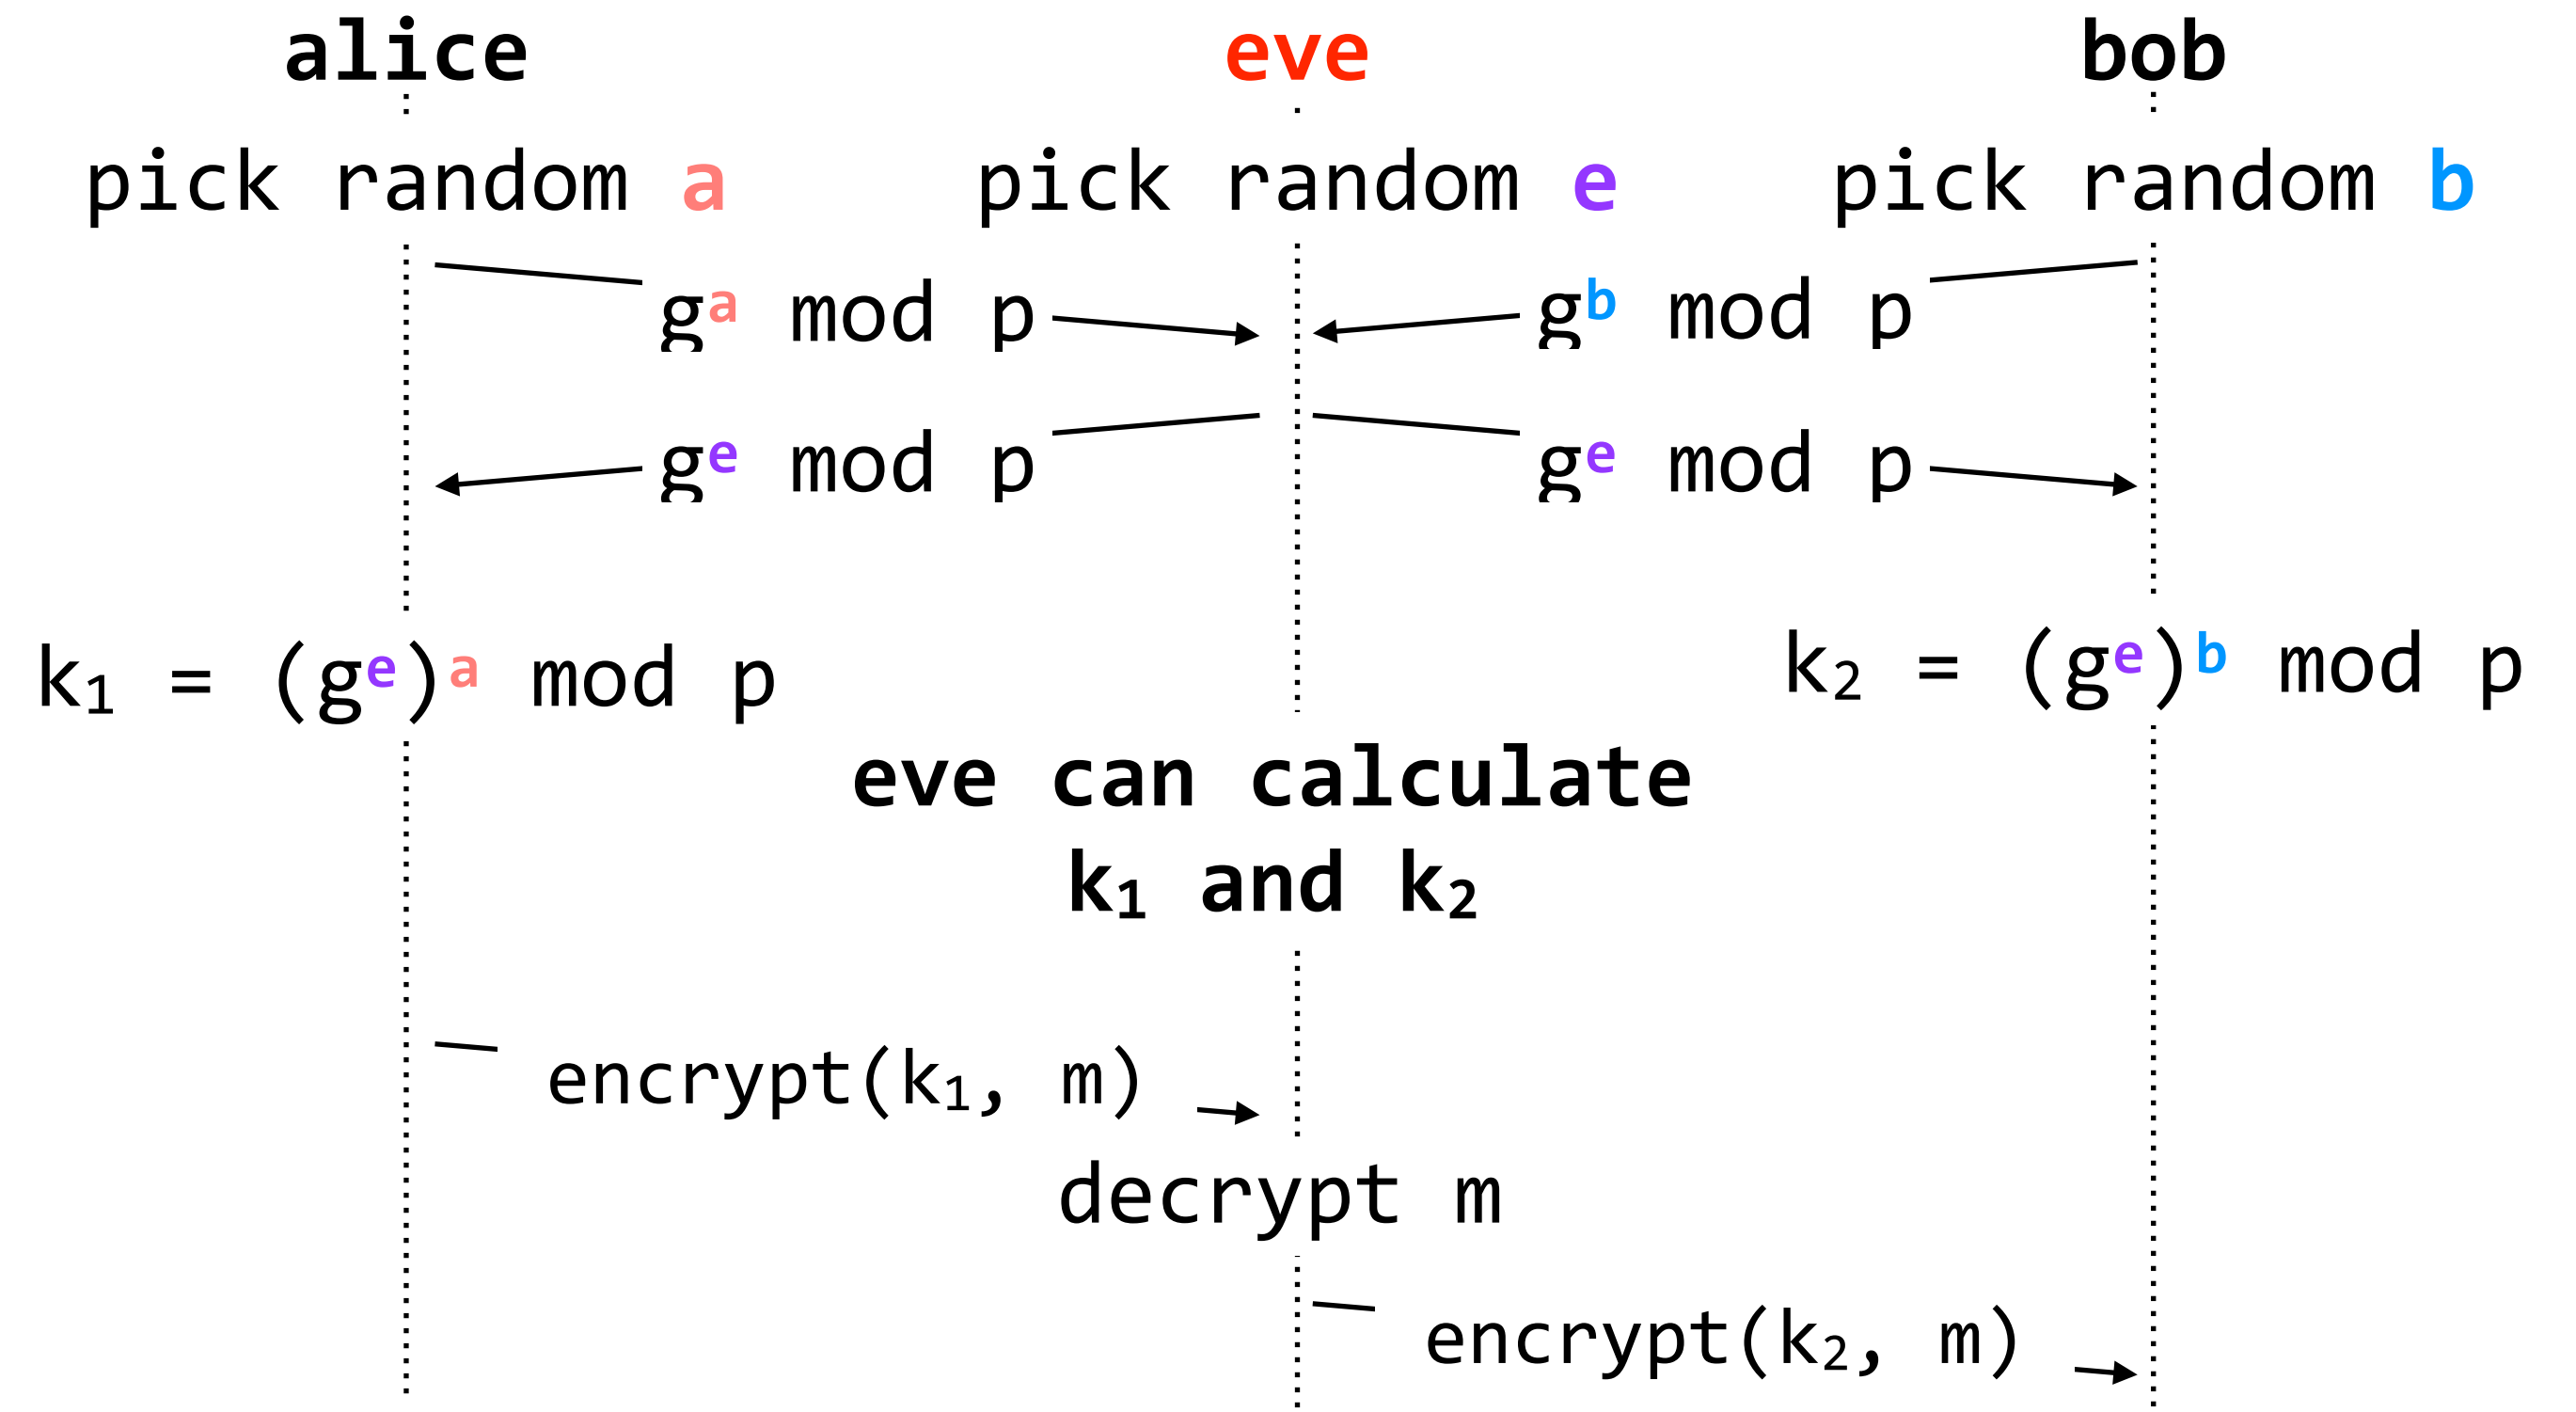 alice eve bob
pick random a pick random e pick random b
gᵃ mod p gᵇ mod p
gᵉ mod p gᵉ mod p
k₁ = (gᵉ)ᵃ mod p k₂ = (gᵉ)ᵇ mod p
eve can calculate
k₁ and k₂
encrypt(k₁, m)
decrypt m
encrypt(k₂, m)